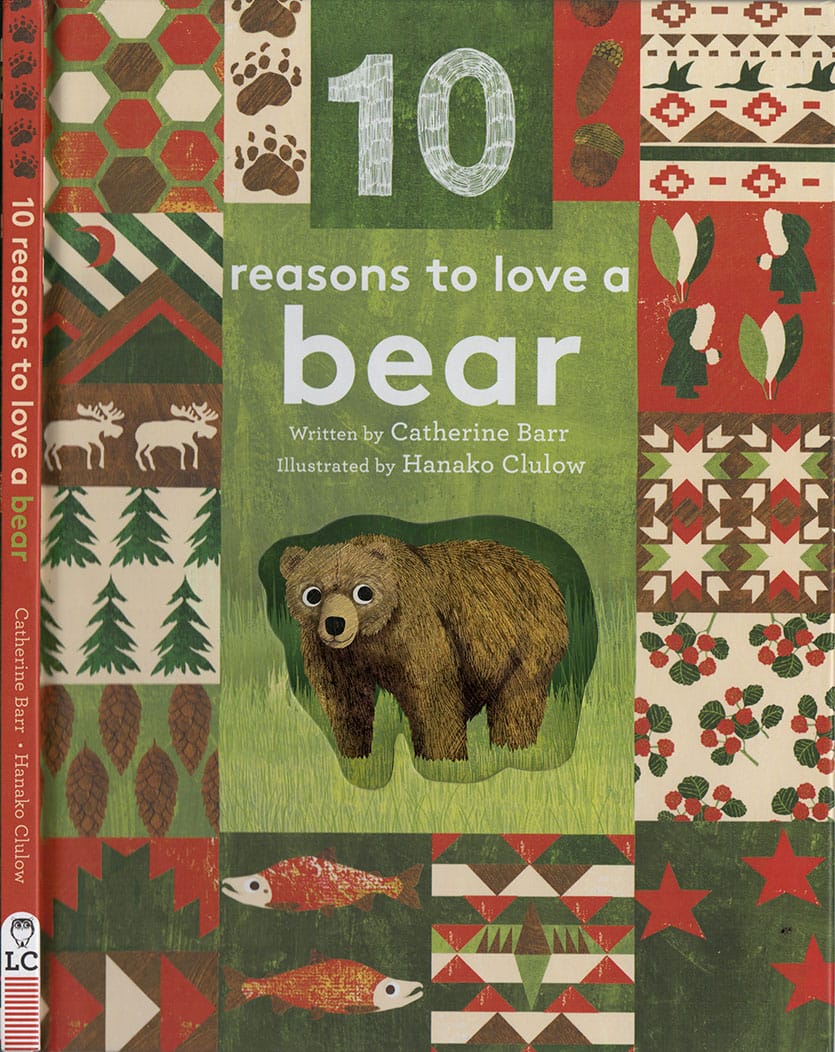 10
reasons to love a
bear
Written by Catherine Barr
Illustrated by Hanako Clulow
10 reasons to love a bear
Catherine Barr • Hanako Clulow
LC